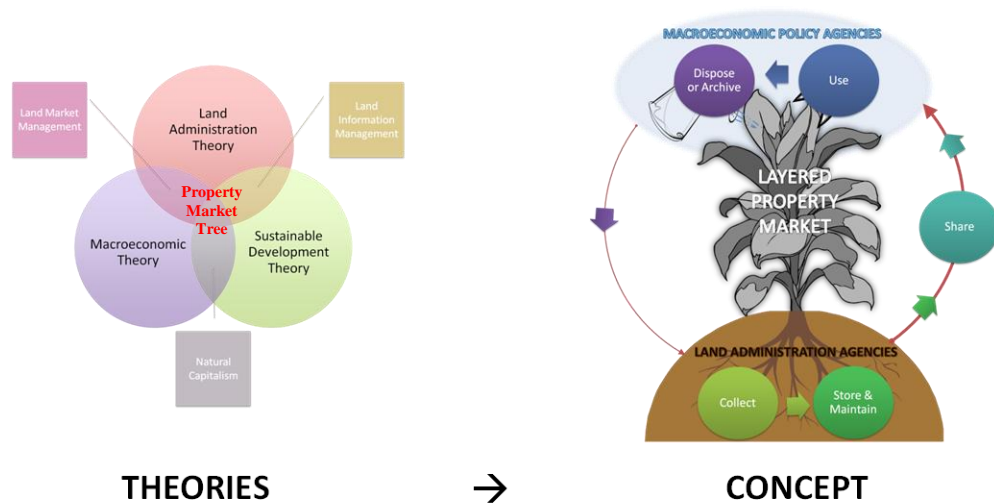 Land Market
Management
Land
Administration
Theory
Land
Information
Management
Property
Market
Tree
Macroeconomic
Theory
Sustainable
Development
Theory
Natural
Capitalism
MACROECONOMIC POLICY AGENCIES
Dispose
or Archive
Use
LAYERED
PROPERTY
MARKET
Share
LAND ADMINISTRATION AGENCIES
Collect
Store &
Maintain
THEORIES → CONCEPT